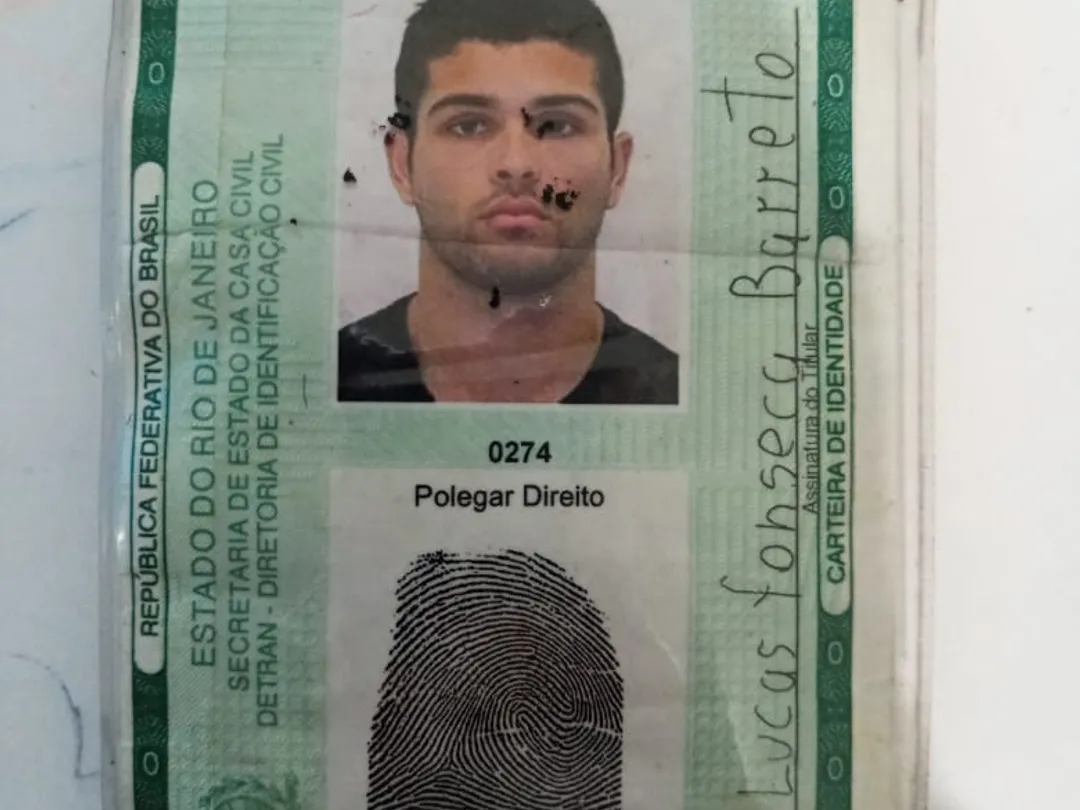 REPÚBLICA FEDERATIVA DO BRASIL
ESTADO DO RIO DE JANEIRO
SECRETARIA DE ESTADO DA CASA CIVIL
DETRAN - DIRETORIA DE IDENTIFICAÇÃO CIVIL
0274
Polegar Direito
Lucas Fonseca Barreto
Assinatura do Titular
CARTEIRA DE IDENTIDADE